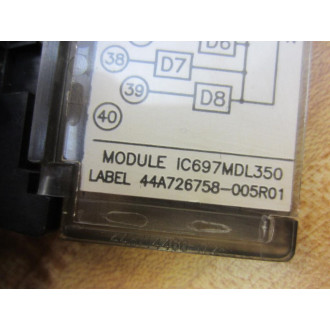 D6
38
D7
39
D8
40
MODULE IC697MDL350
LABEL 44A726758-005R01